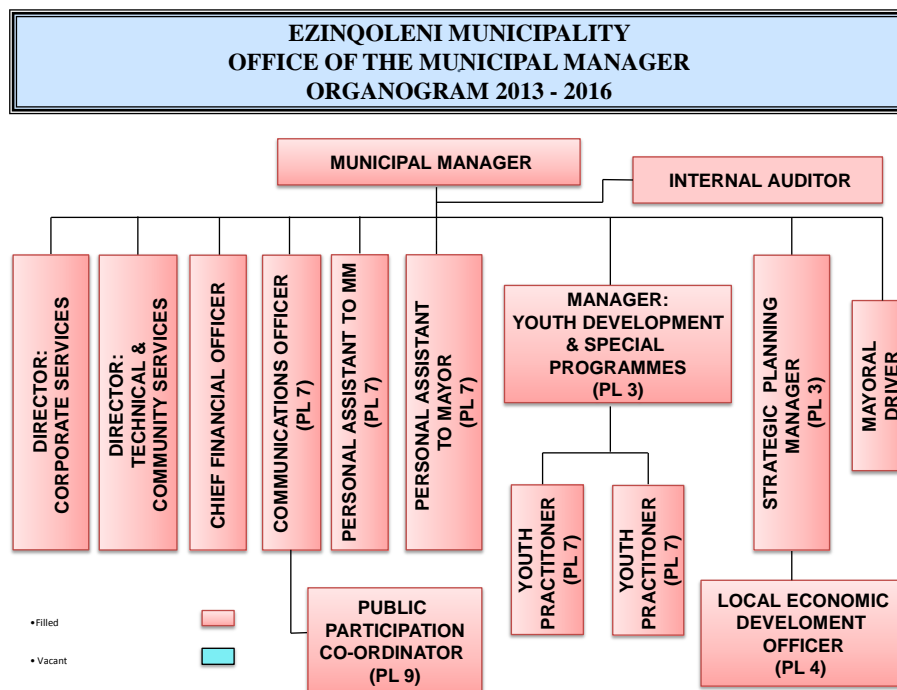 EZINQOLENI MUNICIPALITY
OFFICE OF THE MUNICIPAL MANAGER
ORGANOGRAM 2013 - 2016
MUNICIPAL MANAGER
INTERNAL AUDITOR
DIRECTOR:
CORPORATE SERVICES
DIRECTOR:
TECHNICAL &
COMMUNITY SERVICES
CHIEF FINANCIAL OFFICER
COMMUNICATIONS OFFICER
(PL 7)
PERSONAL ASSISTANT TO MM
(PL 7)
PERSONAL ASSISTANT
TO MAYOR
(PL 7)
MANAGER:
YOUTH DEVELOPMENT
& SPECIAL
PROGRAMMES
(PL 3)
STRATEGIC PLANNING
MANAGER
(PL 3)
MAYORAL
DRIVER
YOUTH
PRACTITONER
(PL 7)
YOUTH
PRACTITONER
(PL 7)
PUBLIC
PARTICIPATION
CO-ORDINATOR
(PL 9)
LOCAL ECONOMIC
DEVELOMENT
OFFICER
(PL 4)
•Filled
• Vacant